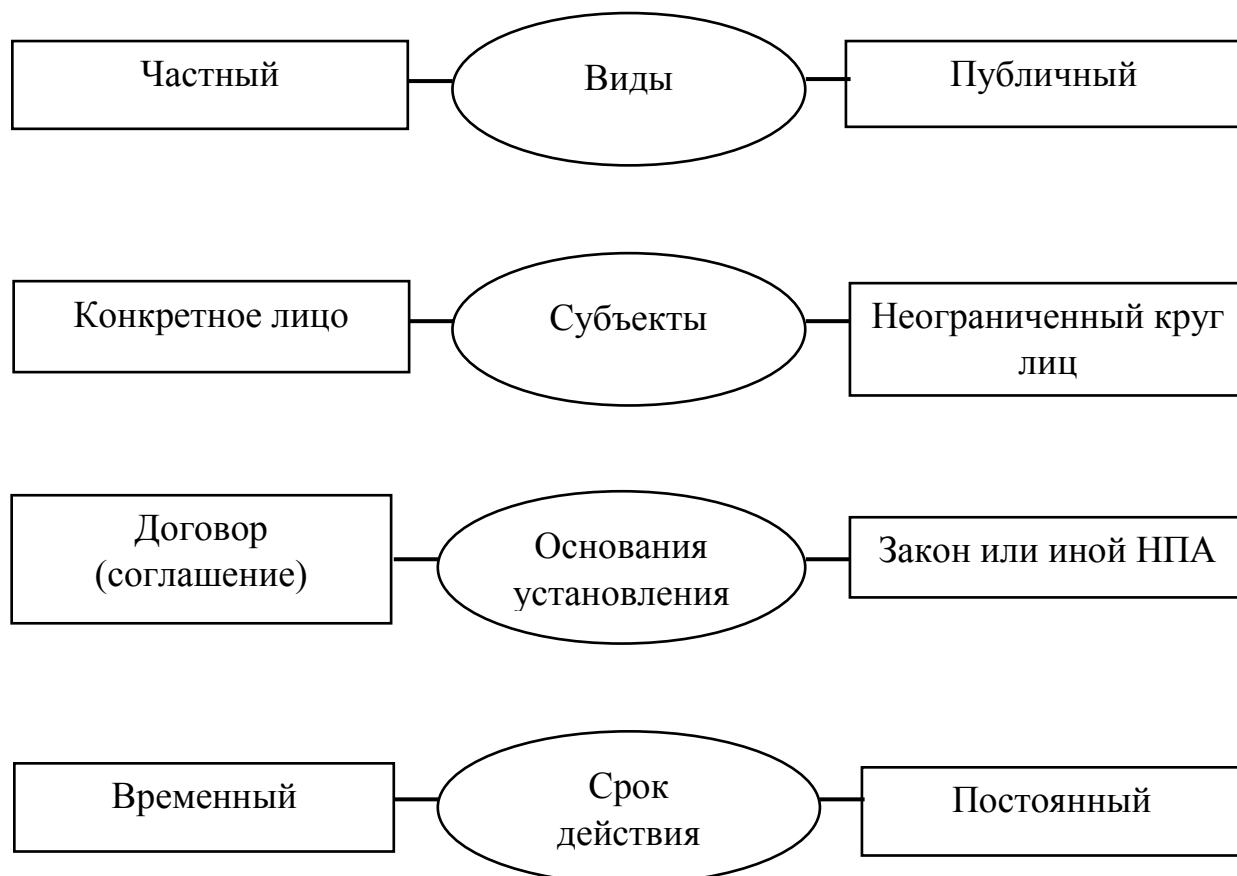 Частный
Виды
Публичный
Конкретное лицо
Субъекты
Неограниченный круг
лиц
Договор
(соглашение)
Основания
установления
Закон или иной НПА
Временный
Срок
действия
Постоянный